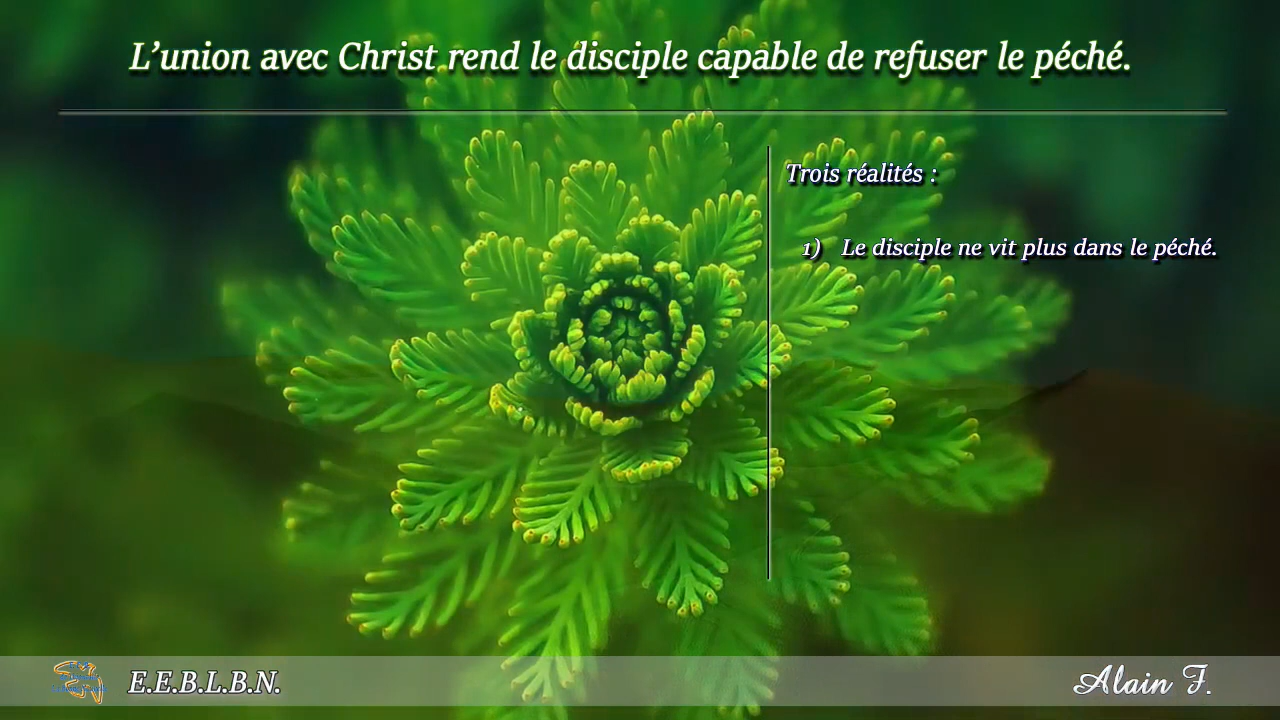 L’union avec Christ rend le disciple capable de refuser le péché.
Trois réalités :
1) Le disciple ne vit plus dans le péché.
E.E.B.L.B.N.
Alain F.